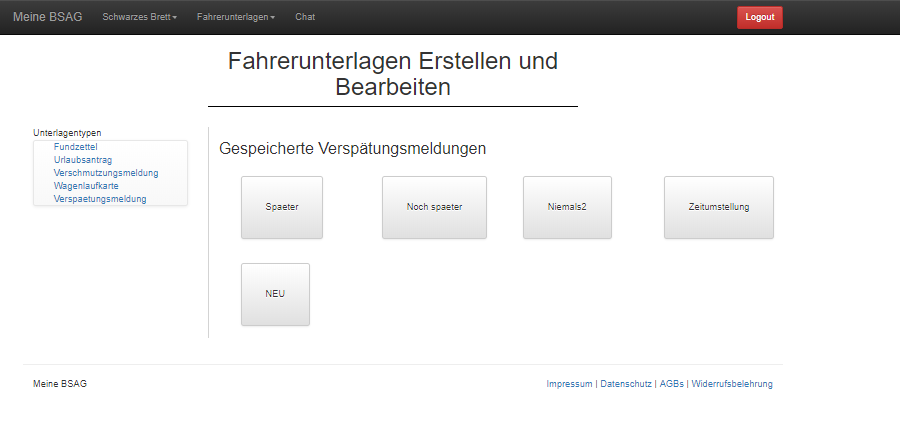 Meine BSAG Schwarzes Brett Fahrerunterlagen Chat Logout
Fahrerunterlagen Erstellen und
Bearbeiten
Unterlagentypen
Fundzettel
Urlaubsantrag
Verschmutzungsmeldung
Wagenlaufkarte
Verspaetungsmeldung
Gespeicherte Verspätungsmeldungen
Spaeter Noch spaeter Niemals2 Zeitumstellung
NEU
Meine BSAG Impressum | Datenschutz | AGBs | Widerrufsbelehrung